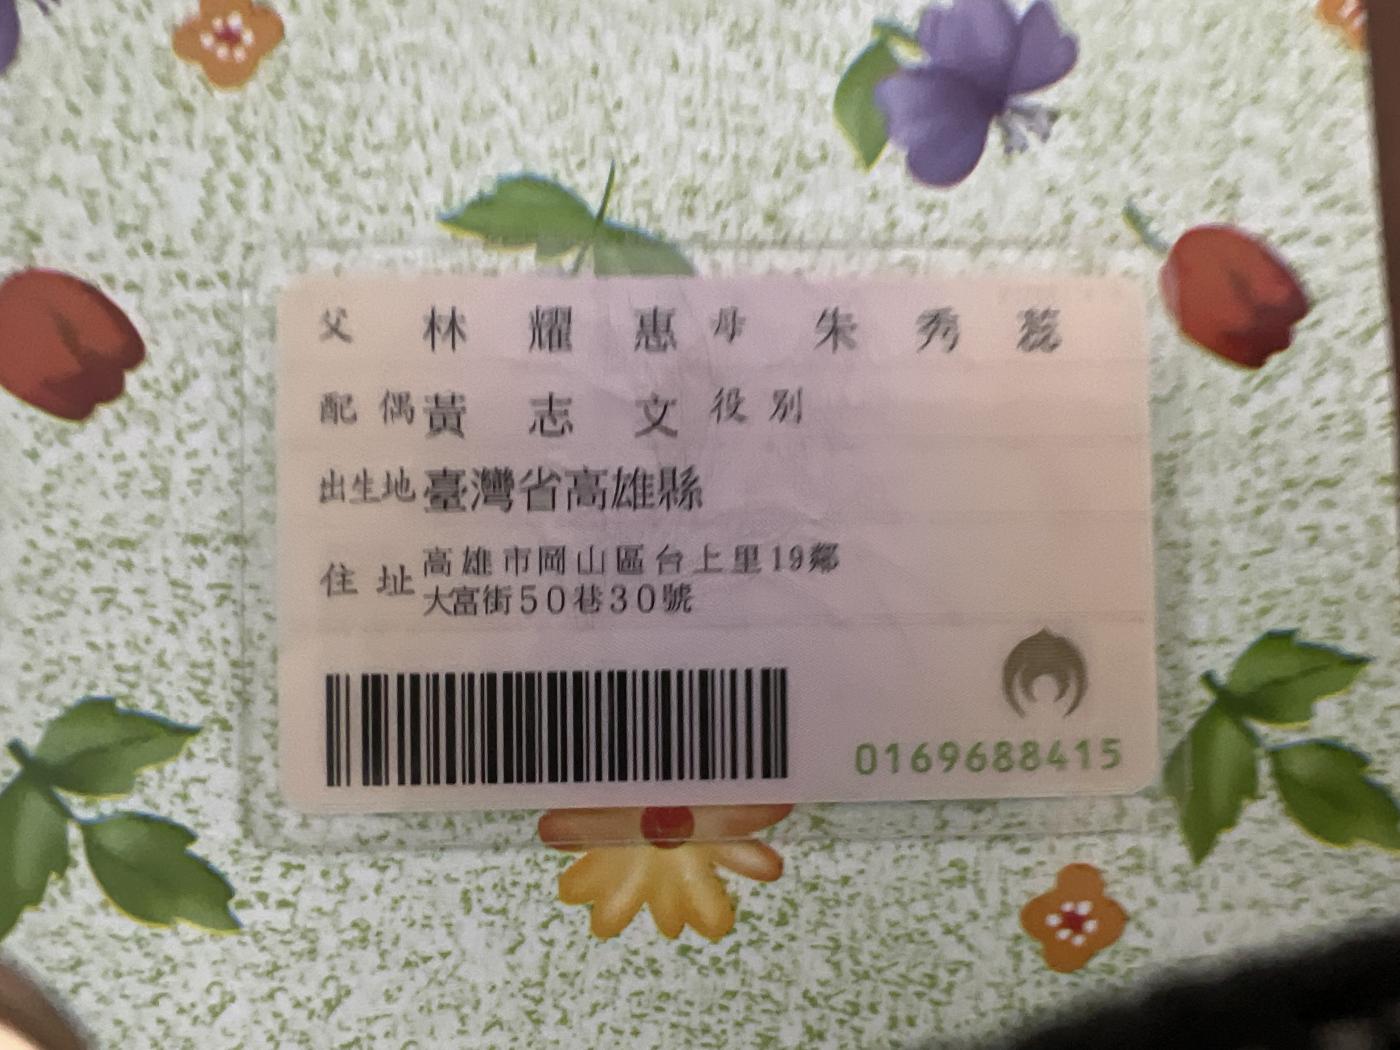 父 林耀惠 母 朱秀蕊
配偶 黃志文 役別
出生地 臺灣省高雄縣
住址 高雄市岡山區台上里19鄰
大富街50巷30號
0169688415